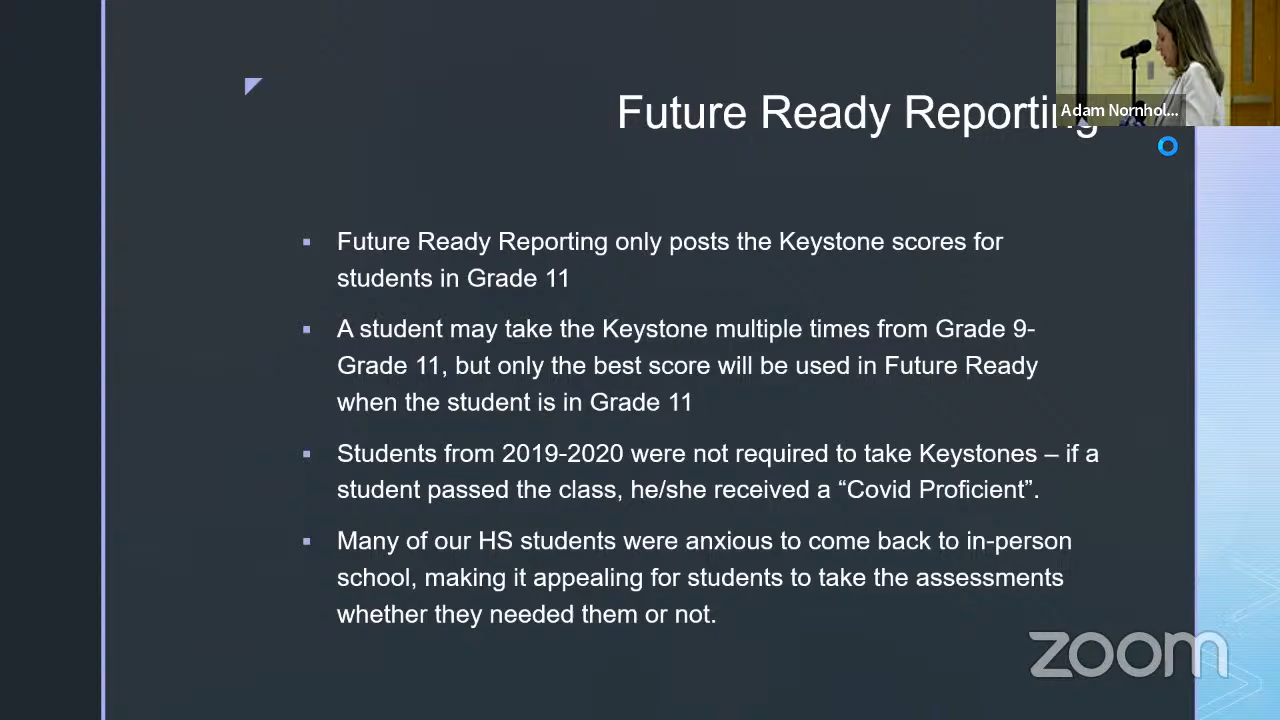 Future Ready Reporting
Adam Nornhol...
▪ Future Ready Reporting only posts the Keystone scores for
students in Grade 11
▪ A student may take the Keystone multiple times from Grade 9-
Grade 11, but only the best score will be used in Future Ready
when the student is in Grade 11
▪ Students from 2019-2020 were not required to take Keystones – if a
student passed the class, he/she received a “Covid Proficient”.
▪ Many of our HS students were anxious to come back to in-person
school, making it appealing for students to take the assessments
whether they needed them or not.
zoom